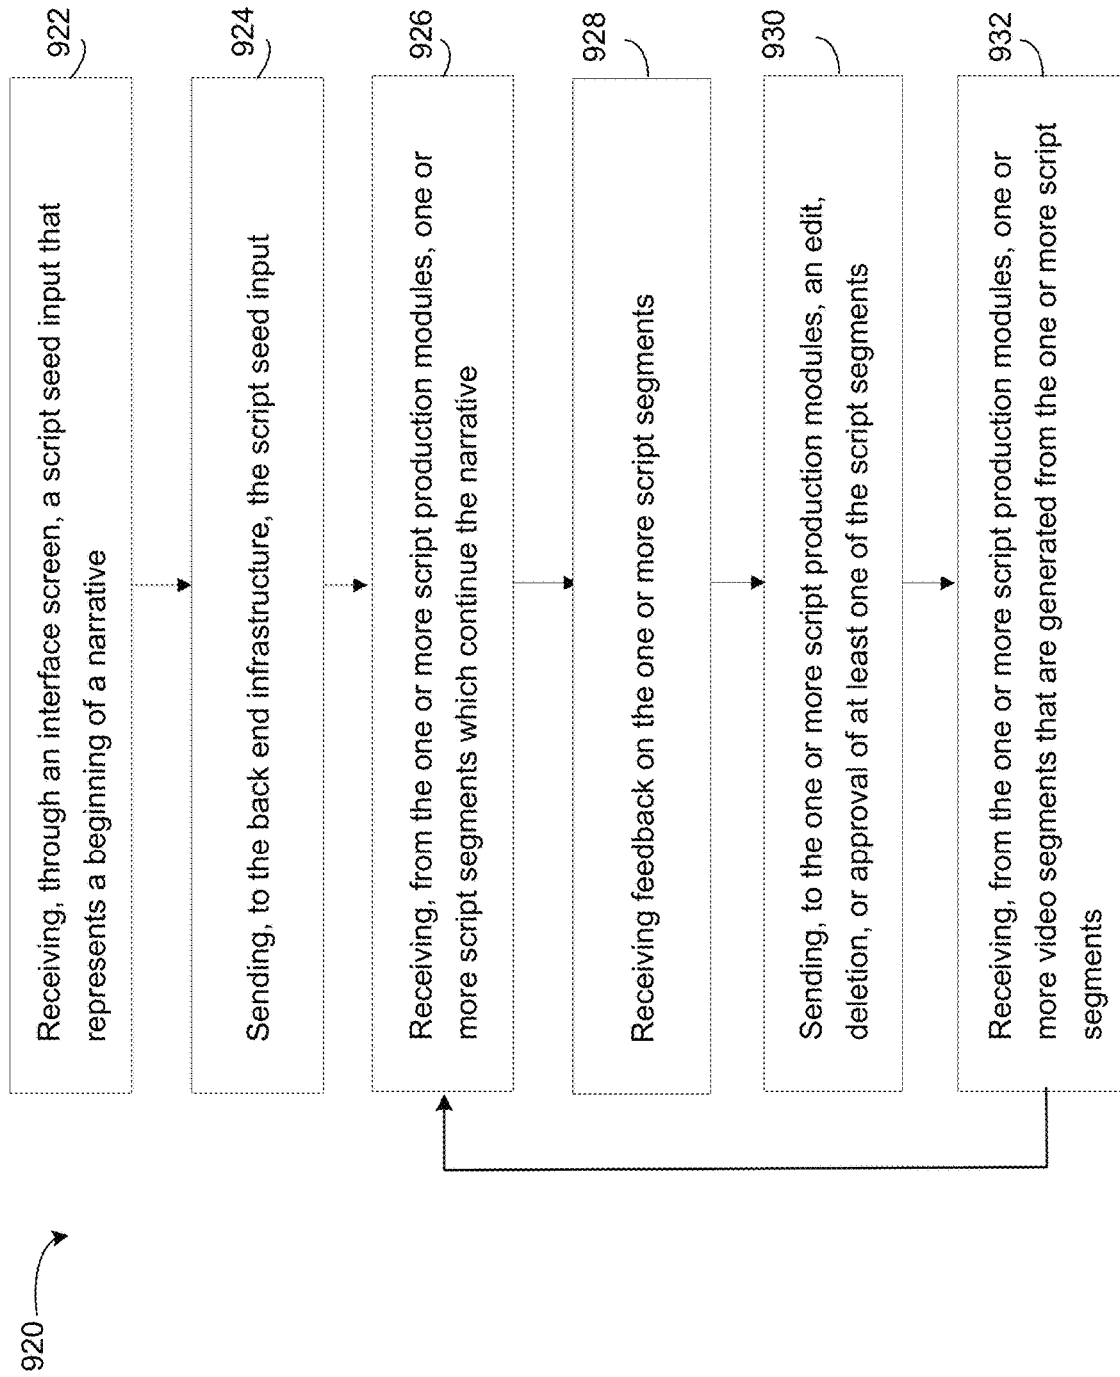 920
922
Receiving, through an interface screen, a script seed input that
represents a beginning of a narrative
924
Sending, to the back end infrastructure, the script seed input
926
Receiving, from the one or more script production modules, one or
more script segments which continue the narrative
928
Receiving feedback on the one or more script segments
930
Sending, to the one or more script production modules, an edit,
deletion, or approval of at least one of the script segments
932
Receiving, from the one or more script production modules, one or
more video segments that are generated from the one or more script
segments